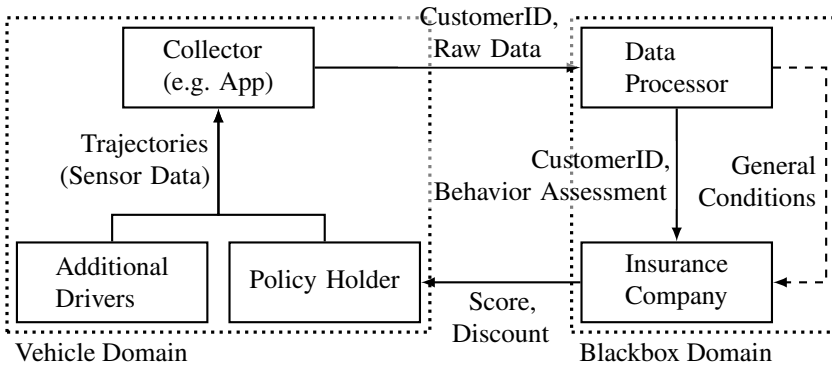 CustomerID,
Raw Data
Collector
(e.g. App)
Data
Processor
Trajectories
(Sensor Data)
CustomerID,
Behavior Assessment
General
Conditions
Additional
Drivers
Policy Holder
Insurance
Company
Score,
Discount
Vehicle Domain
Blackbox Domain